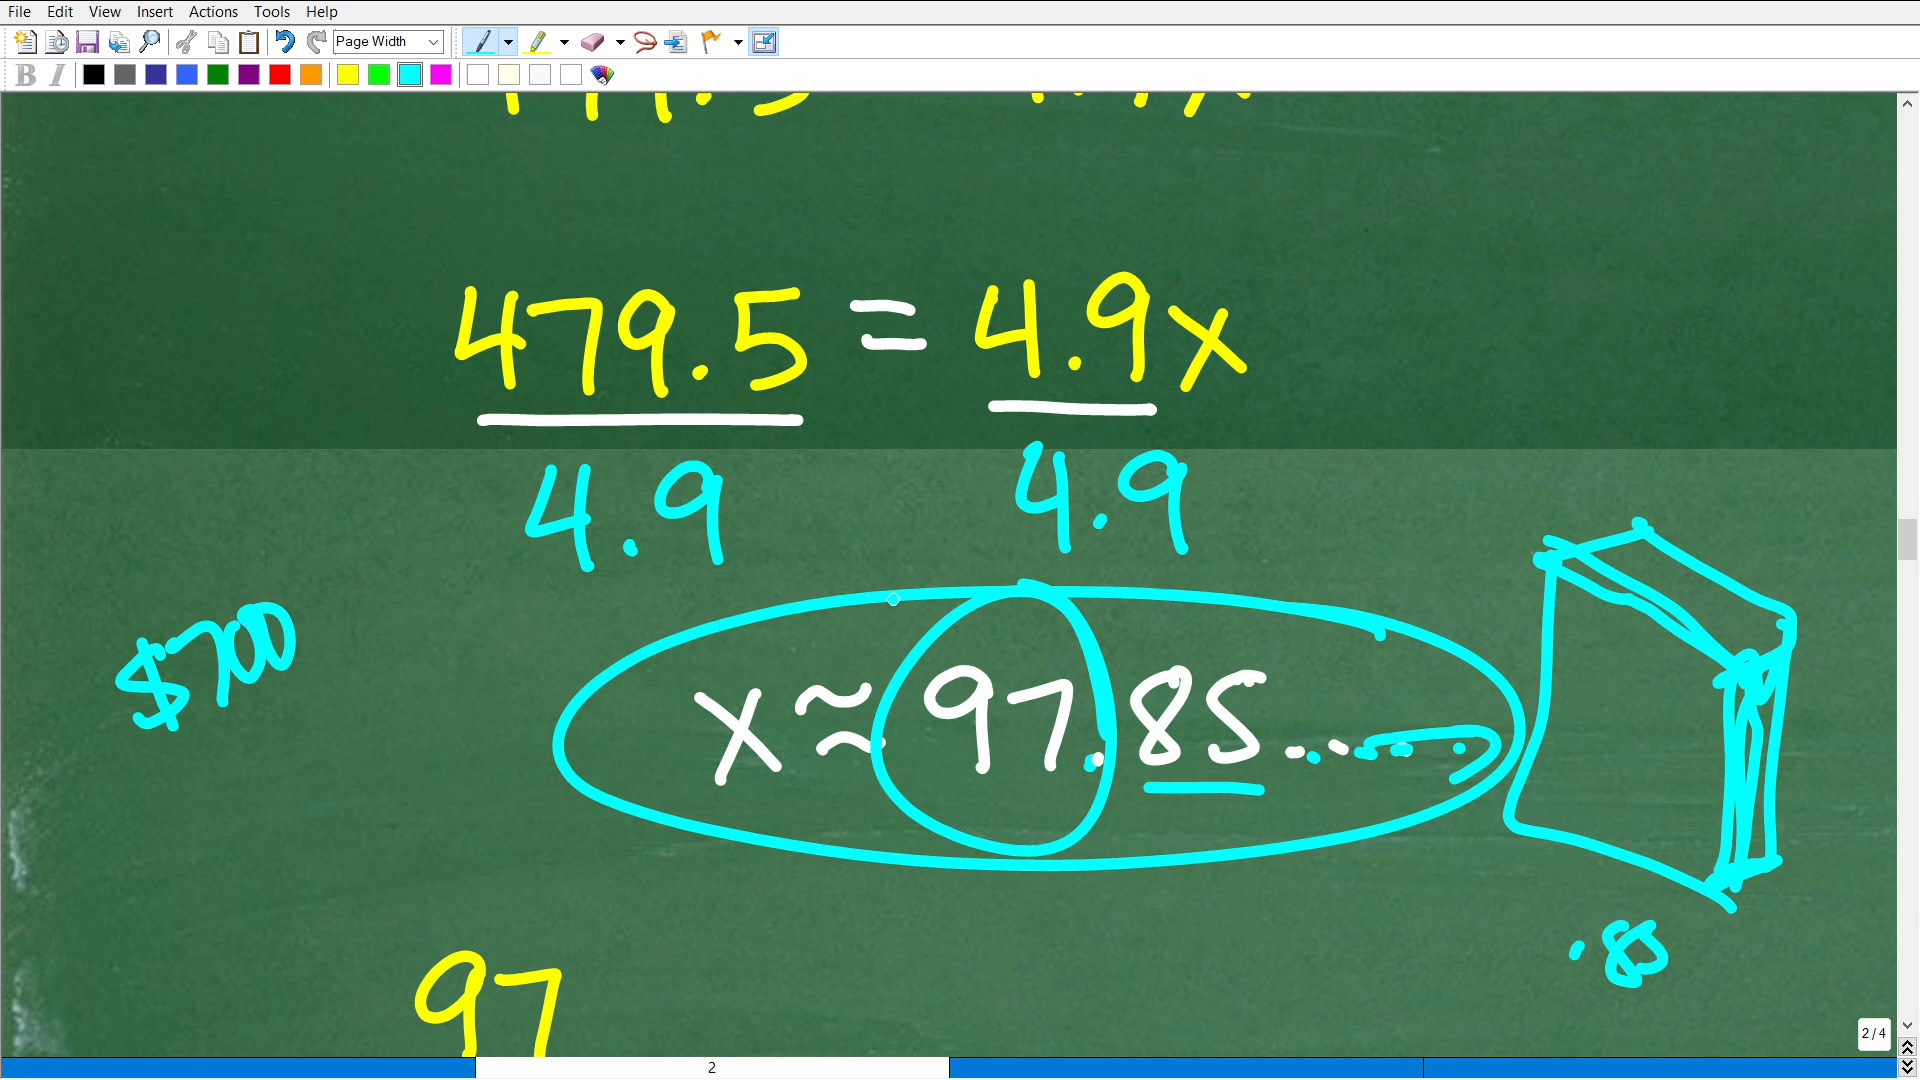 File Edit View Insert Actions Tools Help
Page Width
B I
479.5 = 4.9x
4.9 4.9
$700
x ≈ 97.85.....
.85
97
2 / 4
2